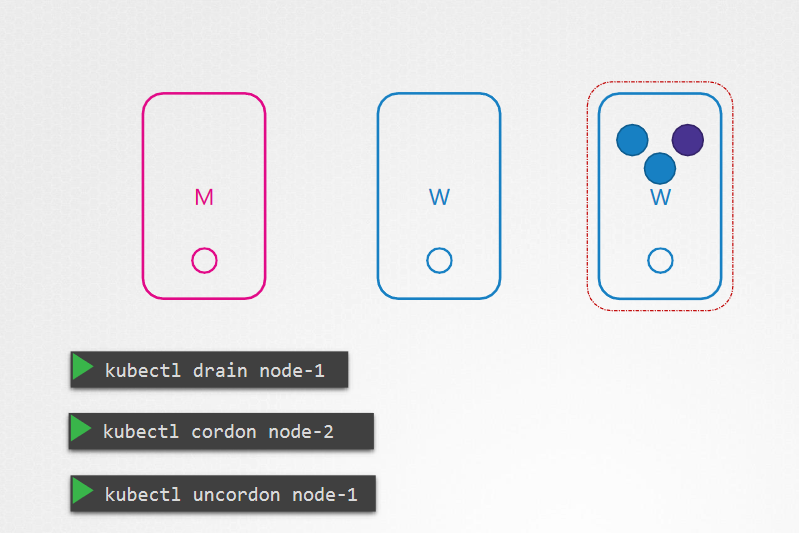 M
W
W
kubectl drain node-1
kubectl cordon node-2
kubectl uncordon node-1